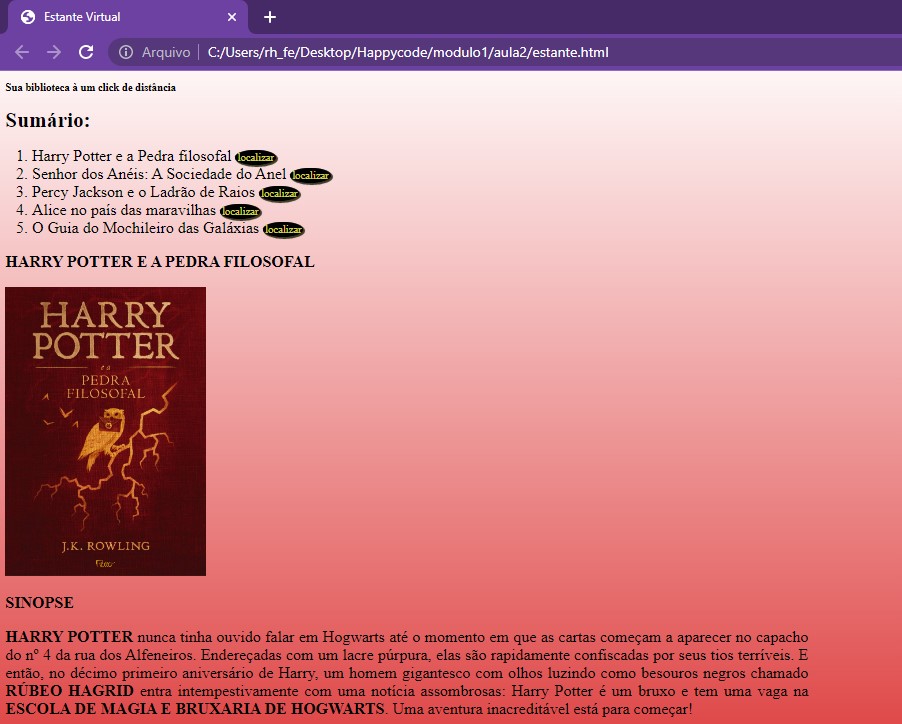 Estante Virtual
Arquivo | C:/Users/rh_fe/Desktop/Happycode/modulo1/aula2/estante.html
Sua biblioteca à um click de distância
Sumário:
1. Harry Potter e a Pedra filosofal localizar
2. Senhor dos Anéis: A Sociedade do Anel localizar
3. Percy Jackson e o Ladrão de Raios localizar
4. Alice no país das maravilhas localizar
5. O Guia do Mochileiro das Galáxias localizar
HARRY POTTER E A PEDRA FILOSOFAL
HARRY
POTTER
e a
PEDRA
FILOSOFAL
J.K. ROWLING
SINOPSE
HARRY POTTER nunca tinha ouvido falar em Hogwarts até o momento em que as cartas começam a aparecer no capacho
do nº 4 da rua dos Alfeneiros. Endereçadas com um lacre púrpura, elas são rapidamente confiscadas por seus tios terríveis. E
então, no décimo primeiro aniversário de Harry, um homem gigantesco com olhos luzindo como besouros negros chamado
RÚBEO HAGRID entra intempestivamente com uma notícia assombrosas: Harry Potter é um bruxo e tem uma vaga na
ESCOLA DE MAGIA E BRUXARIA DE HOGWARTS. Uma aventura inacreditável está para começar!